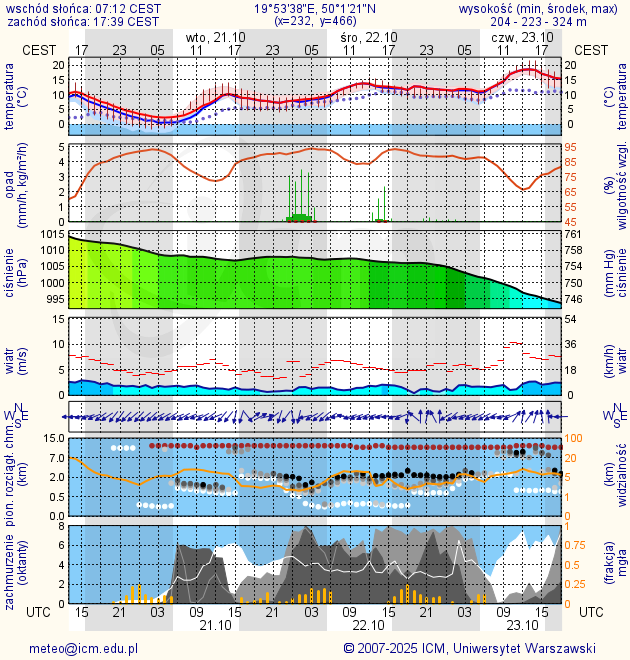 wschód słońca: 07:12 CEST 19°53'38"E, 50°1'21"N wysokość (min, środek, max)
zachód słońca: 17:39 CEST (x=232, y=466) 204 - 223 - 324 m
wto, 21.10 śro, 22.10 czw, 23.10
CEST 17 23 05 11 17 23 05 11 17 23 05 11 17 CEST
temperatura (°C) 20 15 10 5 0 20 15 10 5 0 (°C) temperatura
opad (mm/h, kg/m²/h) 5 4 3 2 1 0 95 85 75 65 55 45 (%) wilgotność wzgl.
ciśnienie (hPa) 1015 1010 1005 1000 995 761 758 754 750 746 (mm Hg) ciśnienie
wiatr (m/s) 15 10 5 0 54 36 18 0 (km/h) wiatr
N W E S N W E S
pion. rozciągł. chm. (km) 15.0 7.0 2.0 0.5 0.0 100 20 5 1 0 (km) widzialność
zachmurzenie (oktanty) 8 6 4 2 0 1 0.75 0.5 0.25 0 (frakcja) mgła
UTC 15 21 03 09 15 21 03 09 15 21 03 09 15 UTC
21.10 22.10 23.10
meteo@icm.edu.pl © 2007-2025 ICM, Uniwersytet Warszawski